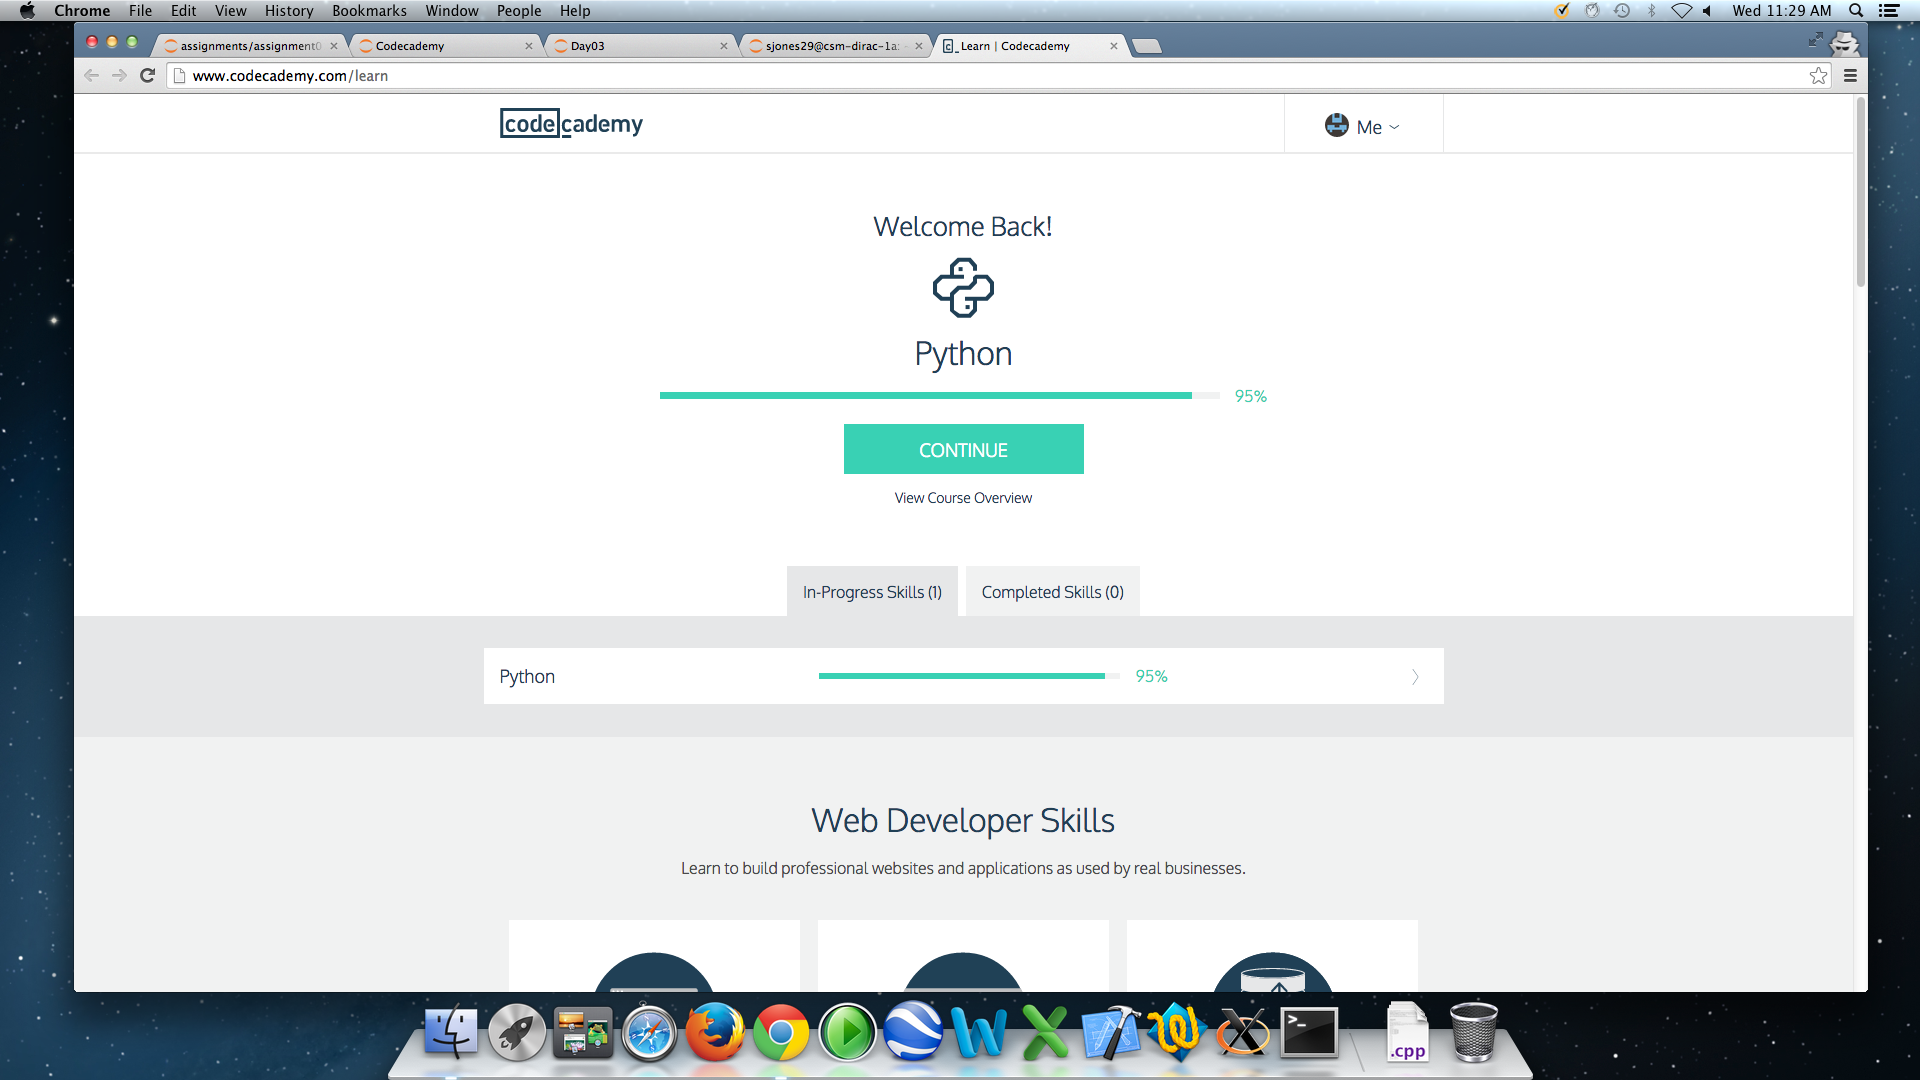 Chrome File Edit View History Bookmarks Window People Help Wed 11:29 AM
assignments/assignment0 Codecademy Day03 sjones29@csm-dirac-1a: Learn | Codecademy
www.codecademy.com/learn
codecademy
Me
Welcome Back!
Python
95%
CONTINUE
View Course Overview
In-Progress Skills (1) Completed Skills (0)
Python 95%
Web Developer Skills
Learn to build professional websites and applications as used by real businesses.
.cpp